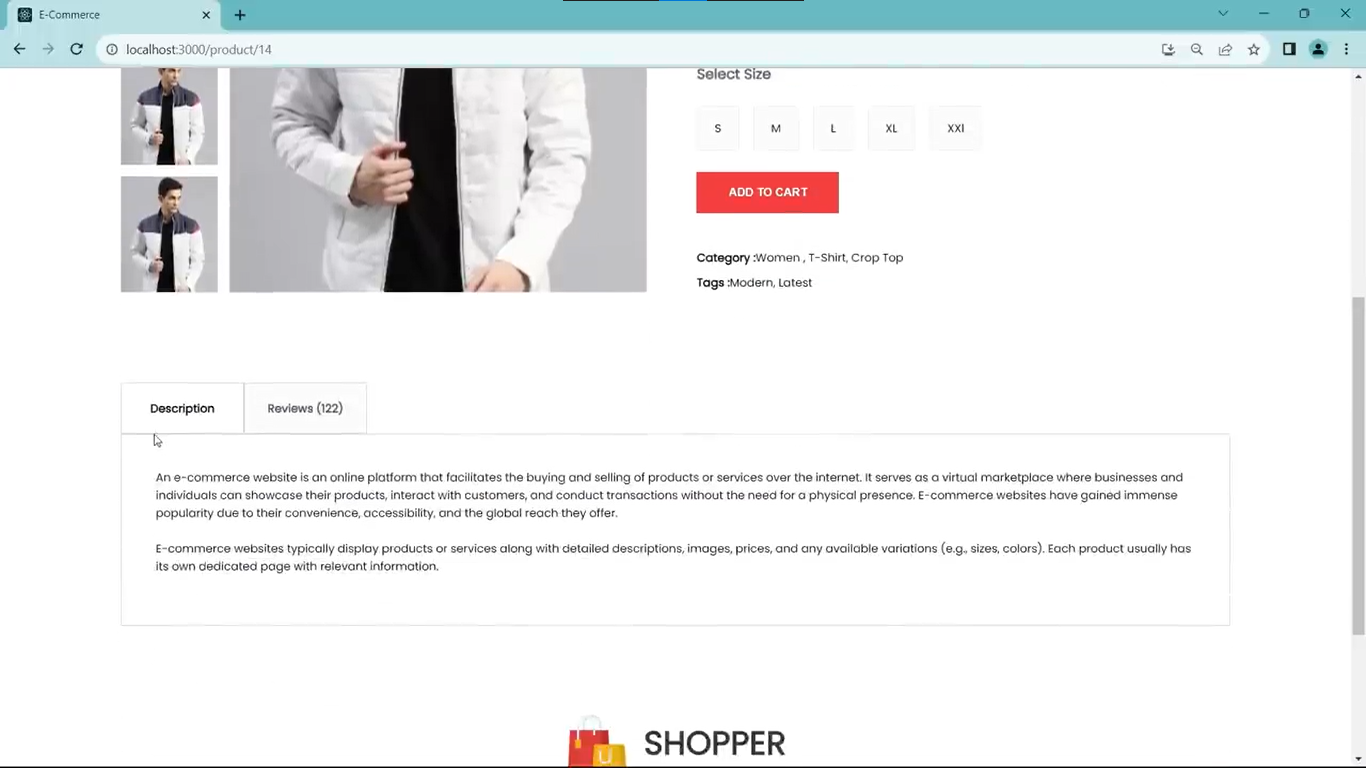 E-Commerce
localhost:3000/product/14
Select Size
S M L XL XXl
ADD TO CART
Category :Women , T-Shirt, Crop Top
Tags :Modern, Latest
Description Reviews (122)
An e-commerce website is an online platform that facilitates the buying and selling of products or services over the internet. It serves as a virtual marketplace where businesses and
individuals can showcase their products, interact with customers, and conduct transactions without the need for a physical presence. E-commerce websites have gained immense
popularity due to their convenience, accessibility, and the global reach they offer.
E-commerce websites typically display products or services along with detailed descriptions, images, prices, and any available variations (e.g., sizes, colors). Each product usually has
its own dedicated page with relevant information.
SHOPPER